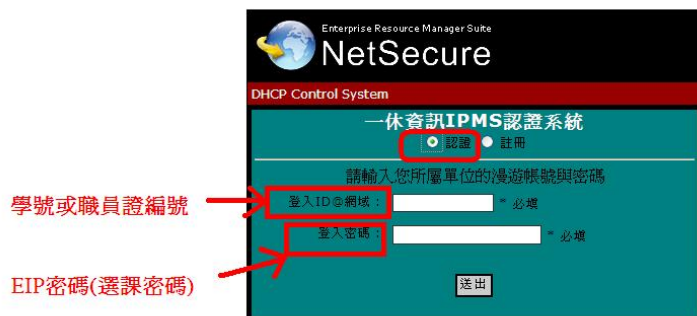 Enterprise Resource Manager Suite
NetSecure
DHCP Control System
一休資訊IPMS認證系統
認證 註冊
請輸入您所屬單位的漫遊帳號與密碼
學號或職員證編號
登入ID@網域： * 必填
登入密碼： * 必填
EIP密碼(選課密碼)
送出